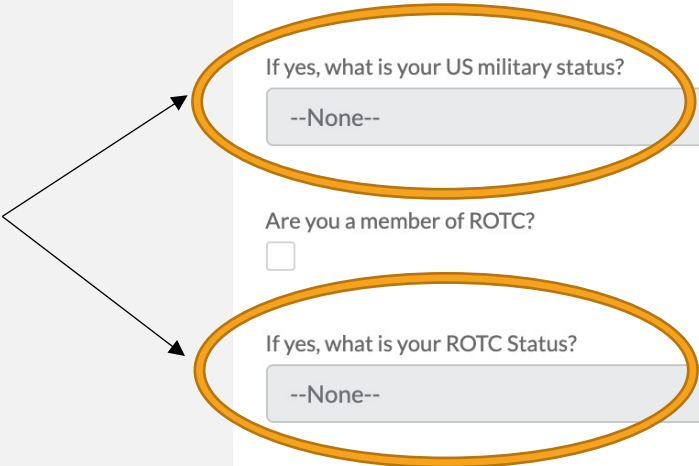 If yes, what is your US military status?
--None--
Are you a member of ROTC?
If yes, what is your ROTC Status?
--None--